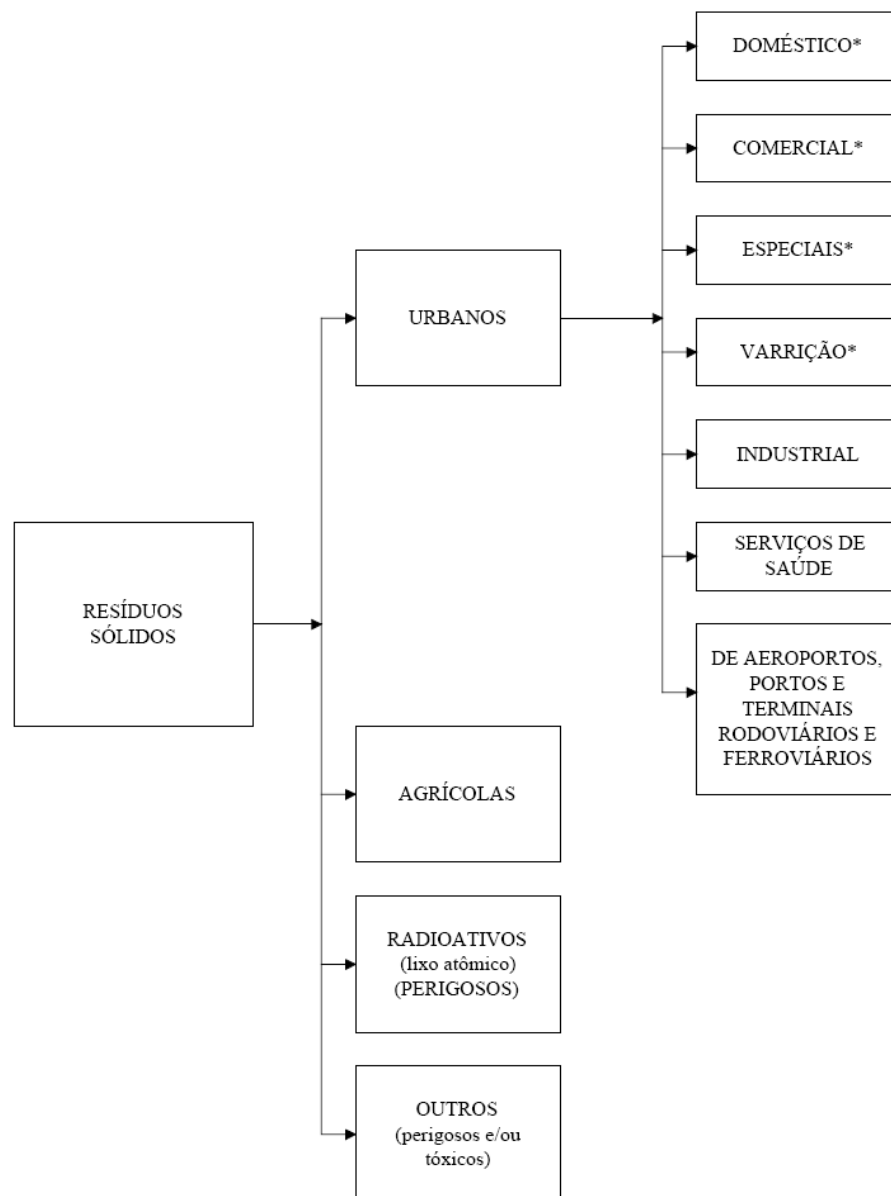 DOMÉSTICO*
COMERCIAL*
ESPECIAIS*
URBANOS
VARRIÇÃO*
INDUSTRIAL
SERVIÇOS DE
SAÚDE
RESÍDUOS
SÓLIDOS
DE AEROPORTOS,
PORTOS E
TERMINAIS
RODOVIÁRIOS E
FERROVIÁRIOS
AGRÍCOLAS
RADIOATIVOS
(lixo atômico)
(PERIGOSOS)
OUTROS
(perigosos e/ou
tóxicos)